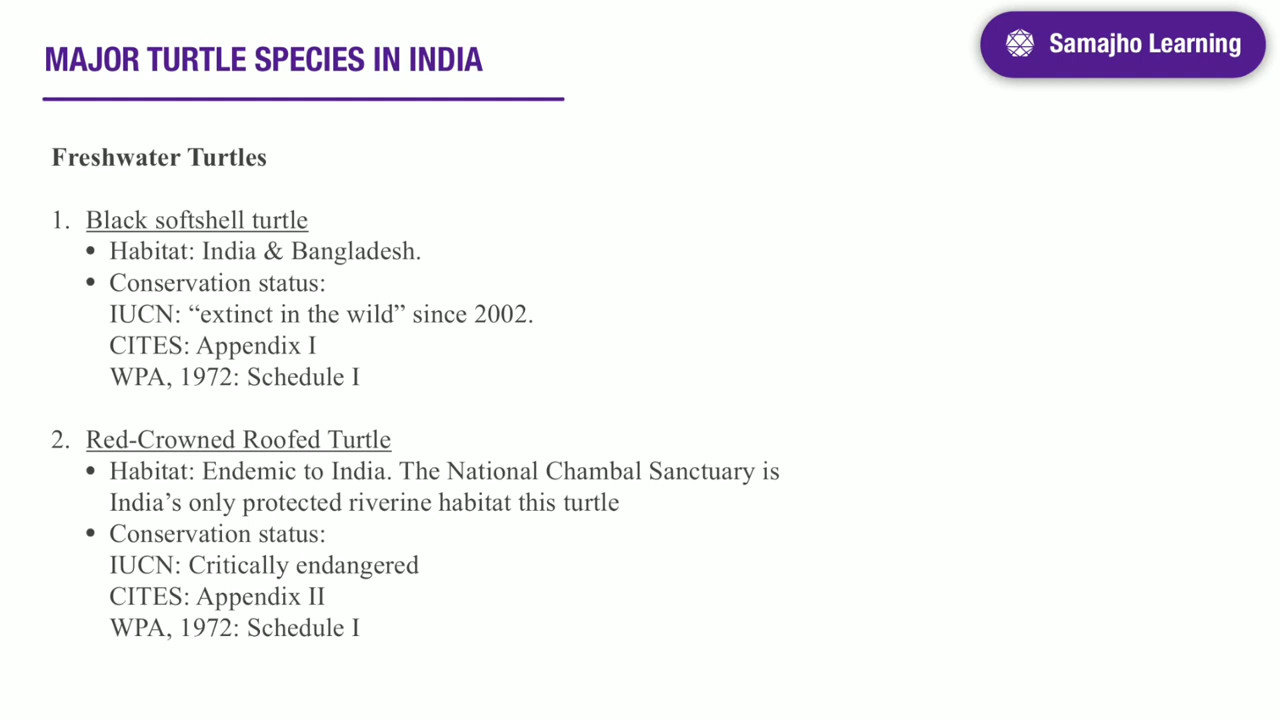 MAJOR TURTLE SPECIES IN INDIA
Samajho Learning
Freshwater Turtles
1. Black softshell turtle
• Habitat: India & Bangladesh.
• Conservation status:
IUCN: “extinct in the wild” since 2002.
CITES: Appendix I
WPA, 1972: Schedule I
2. Red-Crowned Roofed Turtle
• Habitat: Endemic to India. The National Chambal Sanctuary is
India’s only protected riverine habitat this turtle
• Conservation status:
IUCN: Critically endangered
CITES: Appendix II
WPA, 1972: Schedule I